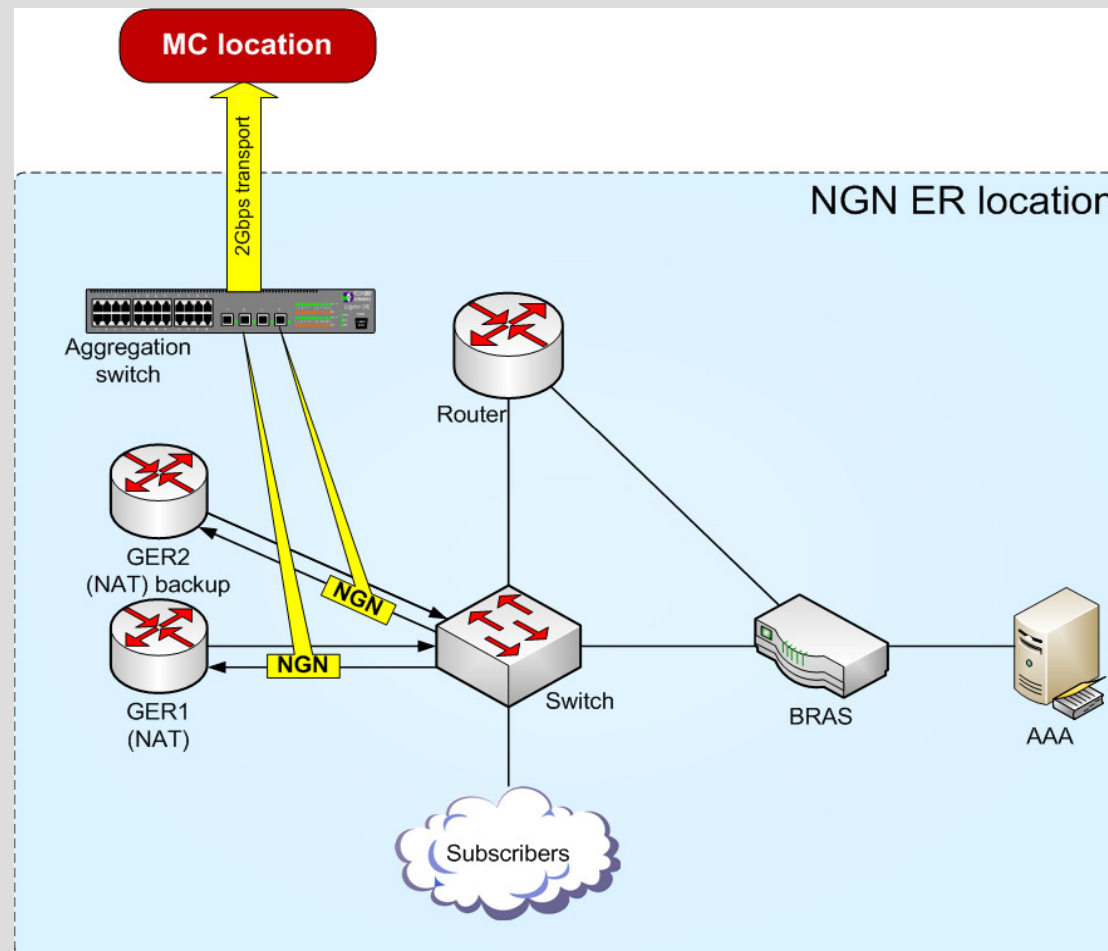 MC location
2Gbps transport
NGN ER location
Aggregation
switch
Router
GER2
(NAT) backup
NGN
NGN
GER1
(NAT)
Switch
BRAS
AAA
Subscribers